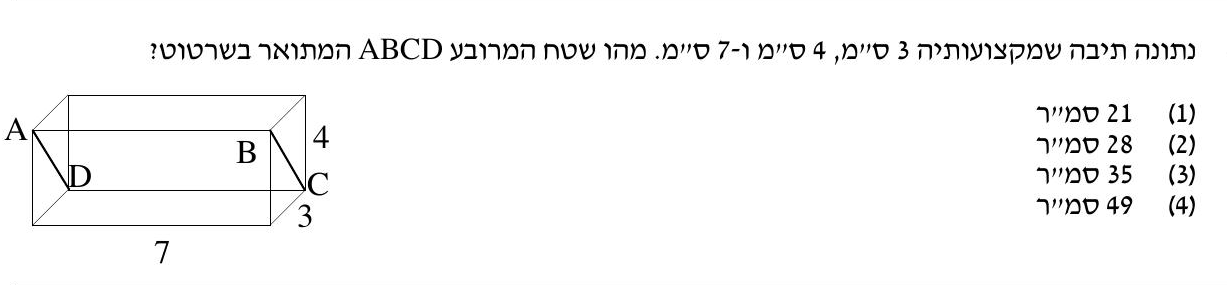 נתונה תיבה שמקצועותיה 3 ס״מ, 4 ס״מ ו-7 ס״מ. מהו שטח המרובע ABCD המתואר בשרטוט?
(1) 21 סמ״ר
(2) 28 סמ״ר
(3) 35 סמ״ר
(4) 49 סמ״ר
A
B
4
D
C
3
7